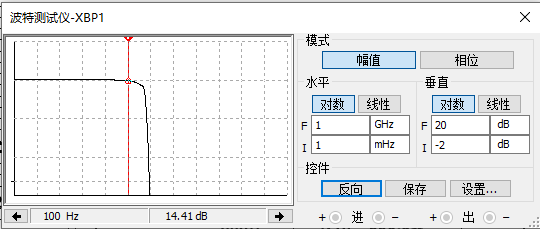 波特测试仪-XBP1
模式
幅值 相位
水平 垂直
对数 线性 对数 线性
F 1 GHz F 20 dB
I 1 mHz I -2 dB
控件
反向 保存 设置...
100 Hz 14.41 dB
+ 进 − + 出 −